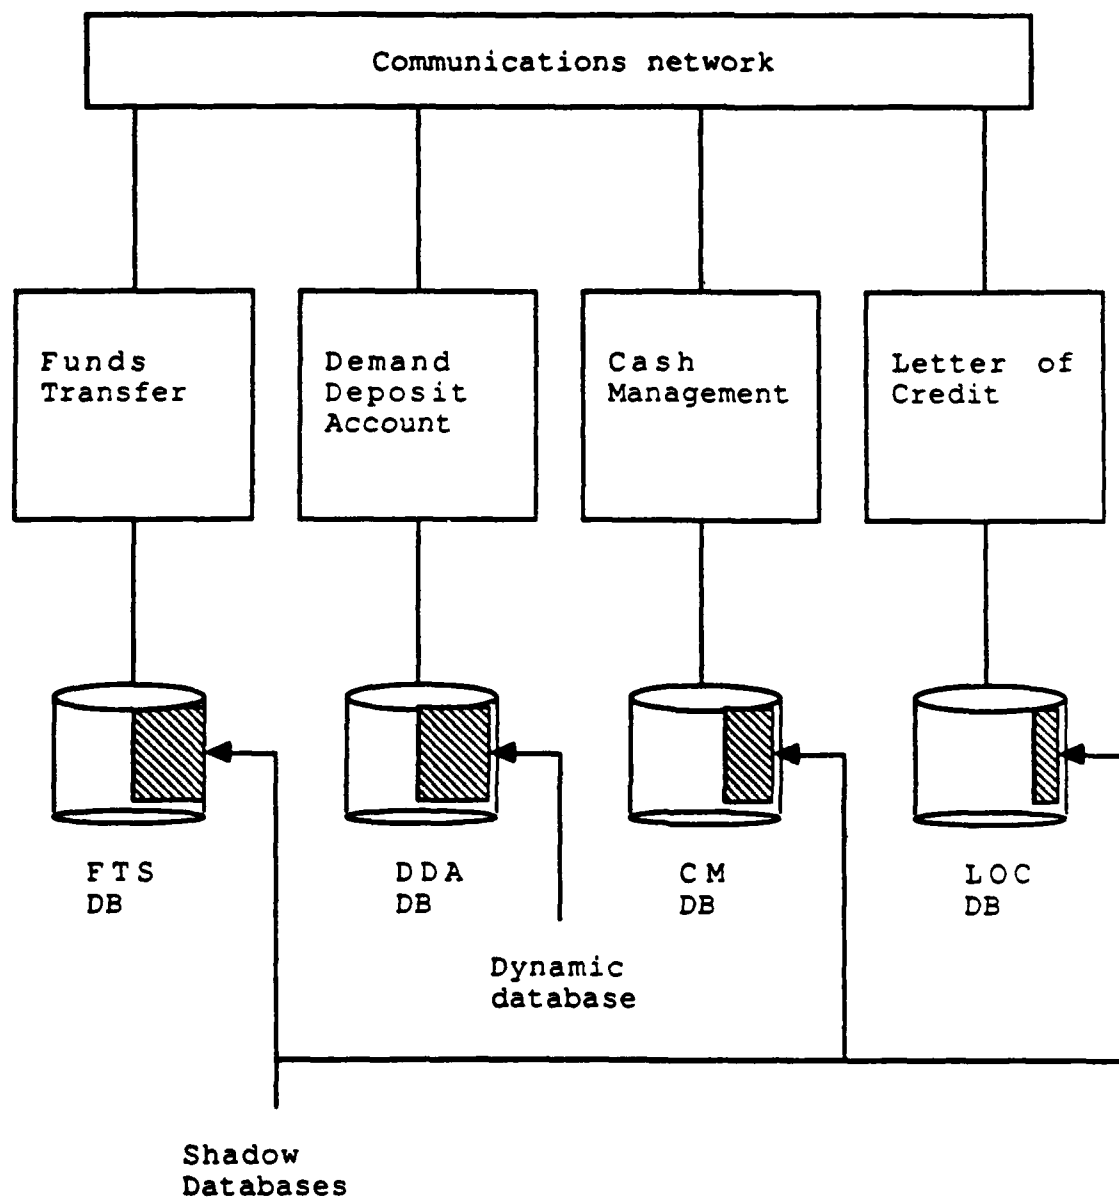 Communications network
Funds
Transfer
Demand
Deposit
Account
Cash
Management
Letter of
Credit
FTS
DB
DDA
DB
CM
DB
LOC
DB
Dynamic
database
Shadow
Databases